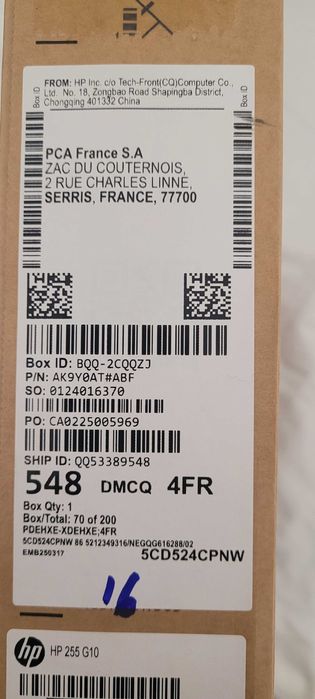 FROM: HP Inc. c/o Tech-Front(CQ)Computer Co.,
Ltd. No. 18, Zongbao Road Shapingba District,
Chongqing 401332 China
Box ID
Box ID
PCA France S.A
ZAC DU COUTERNOIS,
2 RUE CHARLES LINNE,
SERRIS, FRANCE, 77700
Box ID: BQQ-2CQQZJ
P/N: AK9Y0AT#ABF
SO: 0124016370
PO: CA0225005969
SHIP ID: QQ53389548
548 DMCQ 4FR
Box Qty: 1
Box/Total: 70 of 200
PDEHXE-XDEHXE;4FR
5CD524CPNW 86 5212349316/NEGQG616288/02
EMB250317 5CD524CPNW
16
hp HP 255 G10